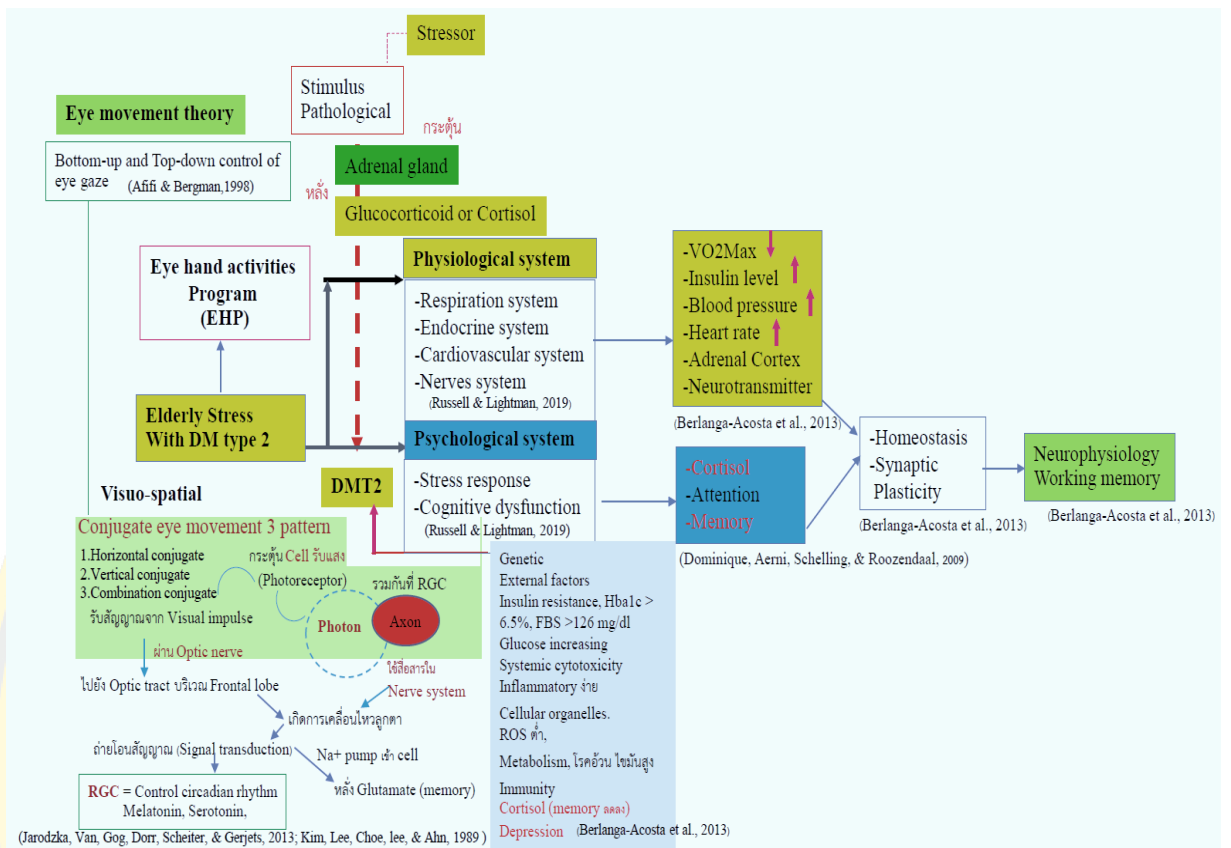 Stressor
Stimulus
Pathological
กระตุ้น
Eye movement theory
Bottom-up and Top-down control of
eye gaze (Afifi & Bergman,1998)
Adrenal gland
หลั่ง
Glucocorticoid or Cortisol
Eye hand activities
Program
(EHP)
Physiological system
-Respiration system
-Endocrine system
-Cardiovascular system
-Nerves system
(Russell & Lightman, 2019)
-VO2Max
-Insulin level
-Blood pressure
-Heart rate
-Adrenal Cortex
-Neurotransmitter
(Berlanga-Acosta et al., 2013)
Elderly Stress
With DM type 2
Psychological system
-Stress response
-Cognitive dysfunction
(Russell & Lightman, 2019)
-Cortisol
-Attention
-Memory
(Dominique, Aerni, Schelling, & Roozendaal, 2009)
-Homeostasis
-Synaptic
Plasticity
(Berlanga-Acosta et al., 2013)
Neurophysiology
Working memory
(Berlanga-Acosta et al., 2013)
DMT2
Visuo-spatial
Conjugate eye movement 3 pattern
1.Horizontal conjugate
2.Vertical conjugate
3.Combination conjugate
กระตุ้น Cell รับแสง
(Photoreceptor)
รวมกันที่ RGC
รับสัญญาณจาก Visual impulse
Photon
Axon
ผ่าน Optic nerve
ใช้สื่อสารใน
Nerve system
ไปยัง Optic tract บริเวณ Frontal lobe
เกิดการเคลื่อนไหวลูกตา
ถ่ายโอนสัญญาณ (Signal transduction)
Na+ pump เข้า cell
หลั่ง Glutamate (memory)
RGC = Control circadian rhythm
Melatonin, Serotonin,
(Jarodzka, Van, Gog, Dorr, Scheiter, & Gerjets, 2013; Kim, Lee, Choe, lee, & Ahn, 1989 )
Genetic
External factors
Insulin resistance, Hba1c >
6.5%, FBS >126 mg/dl
Glucose increasing
Systemic cytotoxicity
Inflammatory ง่าย
Cellular organelles.
ROS ต่ำ,
Metabolism, โรคอ้วน ไขมันสูง
Immunity
Cortisol (memory ลดลง)
Depression (Berlanga-Acosta et al., 2013)